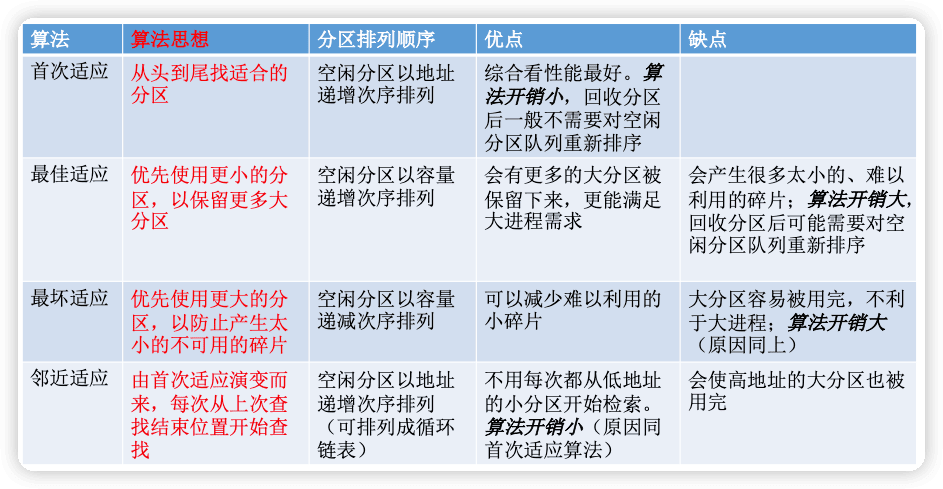 算法
算法思想
分区排列顺序
优点
缺点
首次适应
从头到尾找适合的
分区
空闲分区以地址
递增次序排列
综合看性能最好。算
法开销小，回收分区
后一般不需要对空闲
分区队列重新排序
最佳适应
优先使用更小的分
区，以保留更多大
分区
空闲分区以容量
递增次序排列
会有更多的大分区被
保留下来，更能满足
大进程需求
会产生很多太小的、难以
利用的碎片；算法开销大，
回收分区后可能需要对空
闲分区队列重新排序
最坏适应
优先使用更大的分
区，以防止产生太
小的不可用的碎片
空闲分区以容量
递减次序排列
可以减少难以利用的
小碎片
大分区容易被用完，不利
于大进程；算法开销大
（原因同上）
邻近适应
由首次适应演变而
来，每次从上次查
找结束位置开始查
找
空闲分区以地址
递增次序排列
（可排列成循环
链表）
不用每次都从低地址
的小分区开始检索。
算法开销小（原因同
首次适应算法）
会使高地址的大分区也被
用完